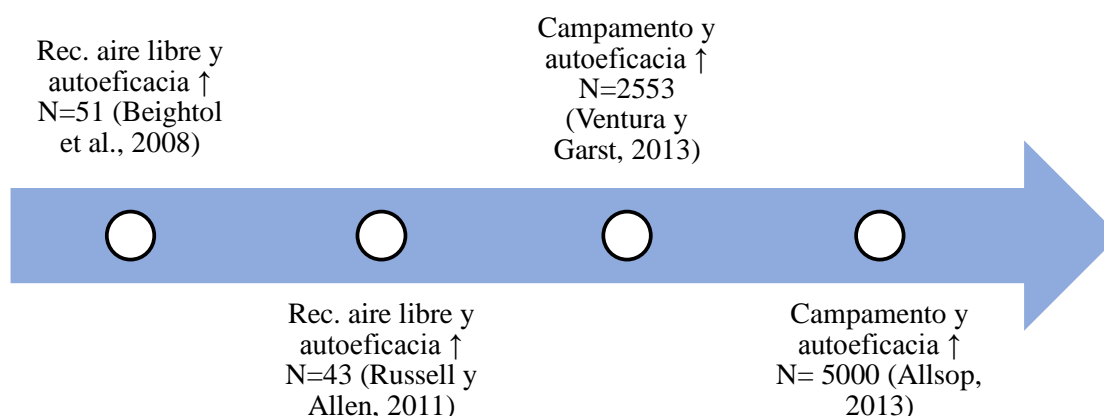 Rec. aire libre y
autoeficacia ↑
N=51 (Beightol
et al., 2008)
Rec. aire libre y
autoeficacia ↑
N=43 (Russell y
Allen, 2011)
Campamento y
autoeficacia ↑
N=2553
(Ventura y
Garst, 2013)
Campamento y
autoeficacia ↑
N= 5000 (Allsop,
2013)